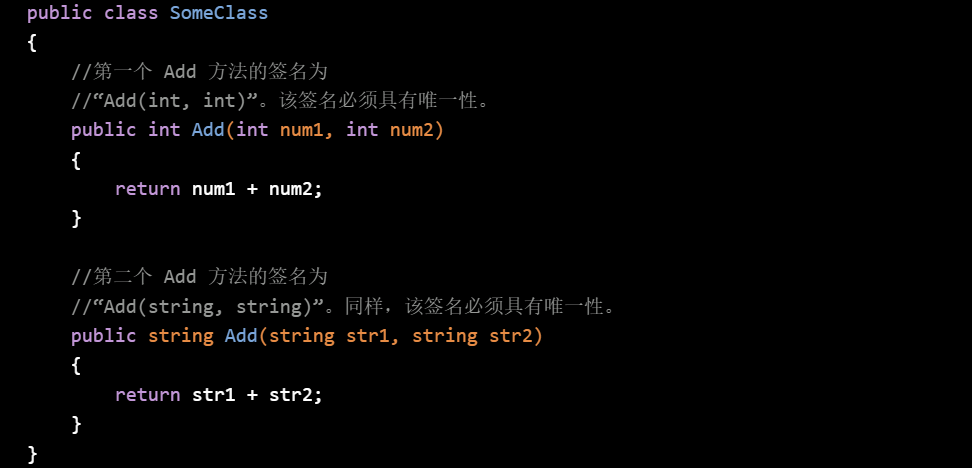 public class SomeClass
{
    //第一个 Add 方法的签名为
    //“Add(int, int)”。该签名必须具有唯一性。
    public int Add(int num1, int num2)
    {
        return num1 + num2;
    }

    //第二个 Add 方法的签名为
    //“Add(string, string)”。同样，该签名必须具有唯一性。
    public string Add(string str1, string str2)
    {
        return str1 + str2;
    }
}